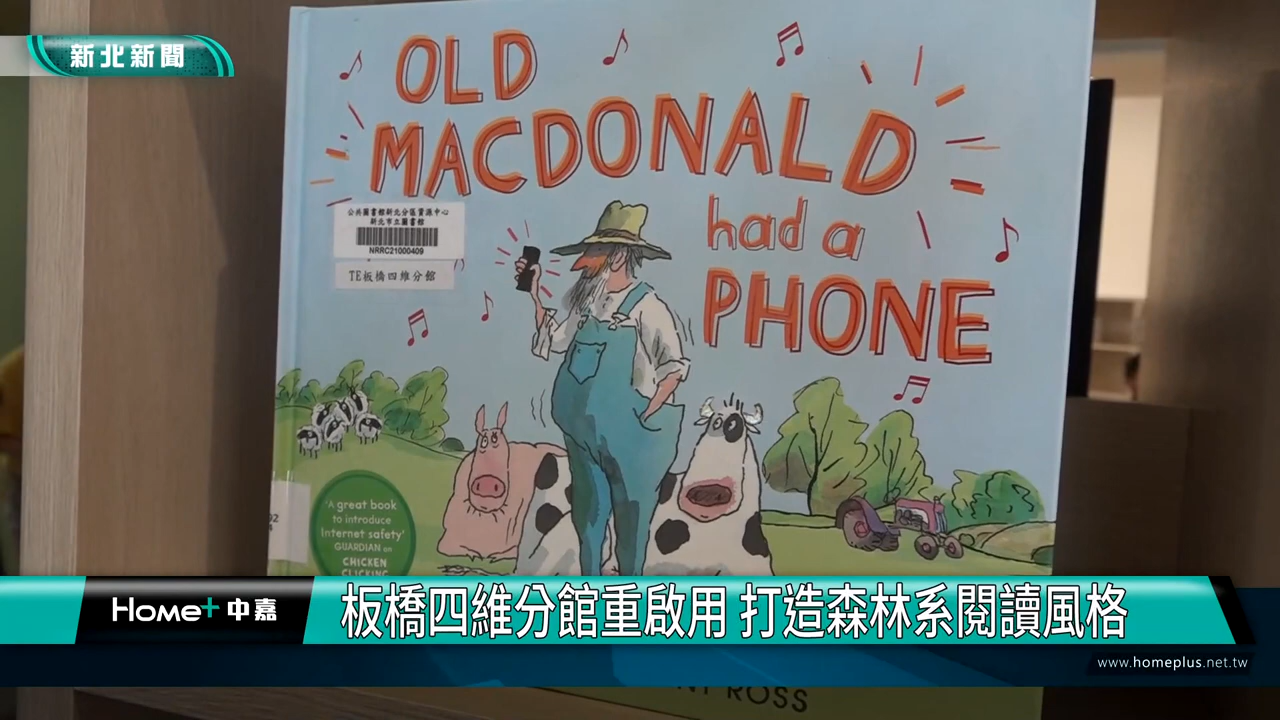 新北新聞
OLD
MACDONALD
had a
PHONE
公共圖書館新北分區資源中心
新北市立圖書館
NRRC21000409
TE板橋四維分館
'A great book
to introduce
internet safety'
GUARDIAN on
CHICKEN
CLICKING
Home+中嘉
板橋四維分館重啟用 打造森林系閱讀風格
www.homeplus.net.tw
ROSS